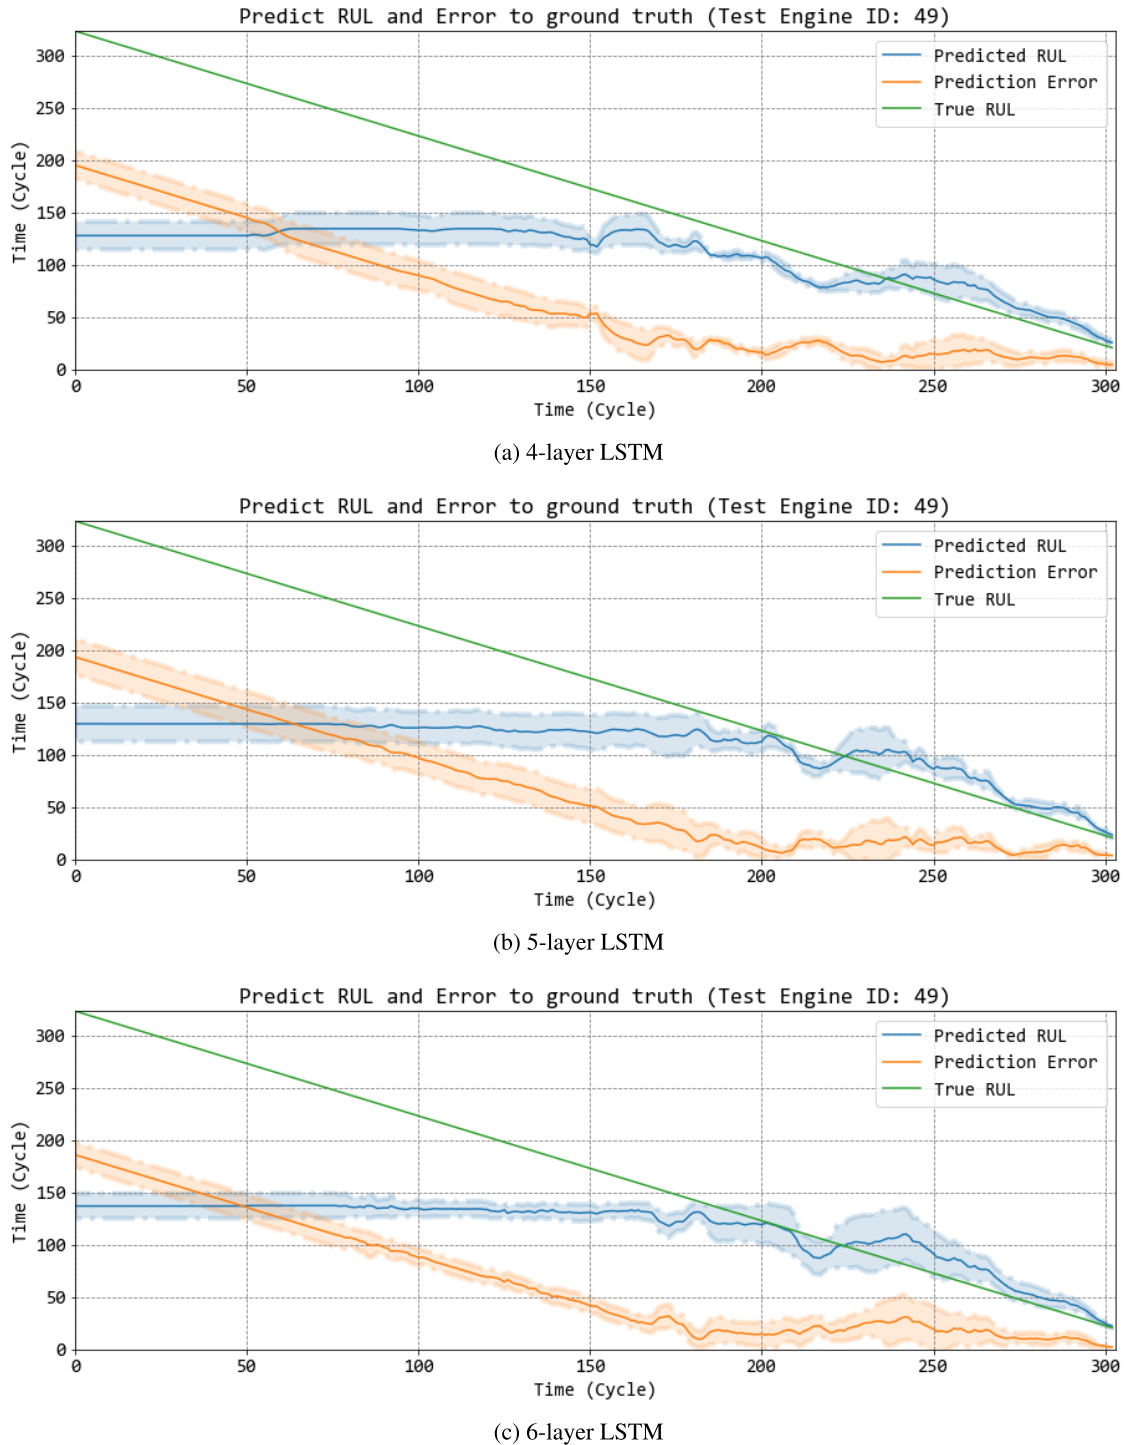 Predict RUL and Error to ground truth (Test Engine ID: 49)
Predicted RUL
Prediction Error
True RUL
Time (Cycle)
300
250
200
150
100
50
0
0 50 100 150 200 250 300
Time (Cycle)
(a) 4-layer LSTM
Predict RUL and Error to ground truth (Test Engine ID: 49)
Predicted RUL
Prediction Error
True RUL
Time (Cycle)
300
250
200
150
100
50
0
0 50 100 150 200 250 300
Time (Cycle)
(b) 5-layer LSTM
Predict RUL and Error to ground truth (Test Engine ID: 49)
Predicted RUL
Prediction Error
True RUL
Time (Cycle)
300
250
200
150
100
50
0
0 50 100 150 200 250 300
Time (Cycle)
(c) 6-layer LSTM